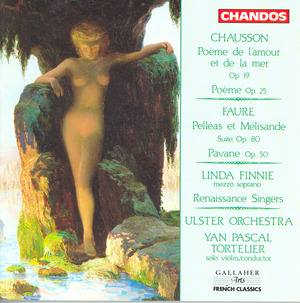 CHANDOS
CHAUSSON
Poème de l'amour
et de la mer
Op. 19
Poème Op. 25
FAURE
Pelléas et Mélisande
Suite, Op. 80
Pavane Op. 50
LINDA FINNIE
mezzo soprano
Renaissance Singers
ULSTER ORCHESTRA
YAN PASCAL
TORTELIER
solo violin/conductor
GALLAHER
Arts
FRENCH CLASSICS